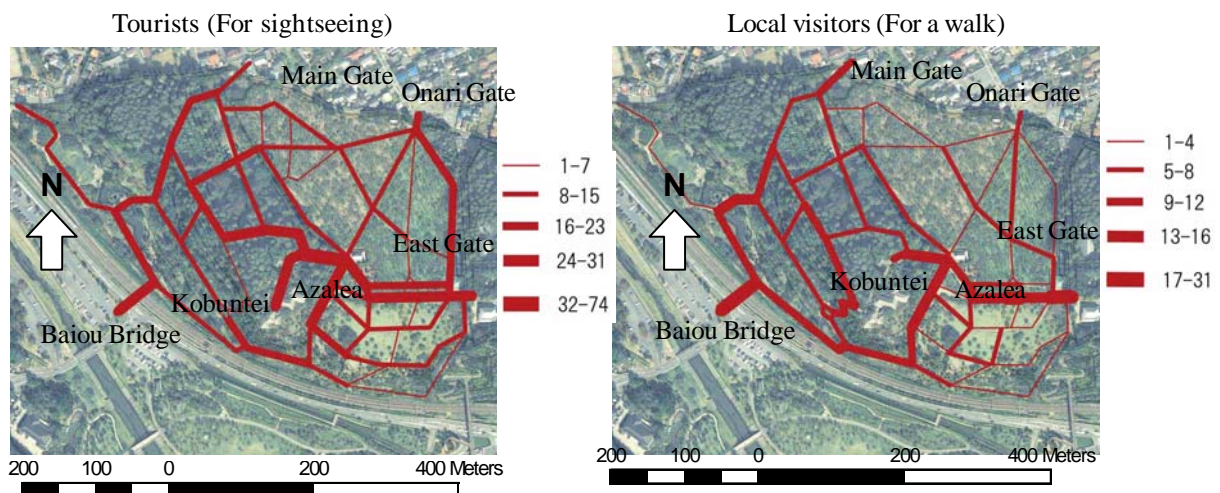 Tourists (For sightseeing)
Main Gate
Onari Gate
N
East Gate
Kobuntei
Azalea
Baiou Bridge
1-7
8-15
16-23
24-31
32-74
200 100 0 200 400 Meters
Local visitors (For a walk)
Main Gate
Onari Gate
N
East Gate
Kobuntei
Azalea
Baiou Bridge
1-4
5-8
9-12
13-16
17-31
200 100 0 200 400 Meters